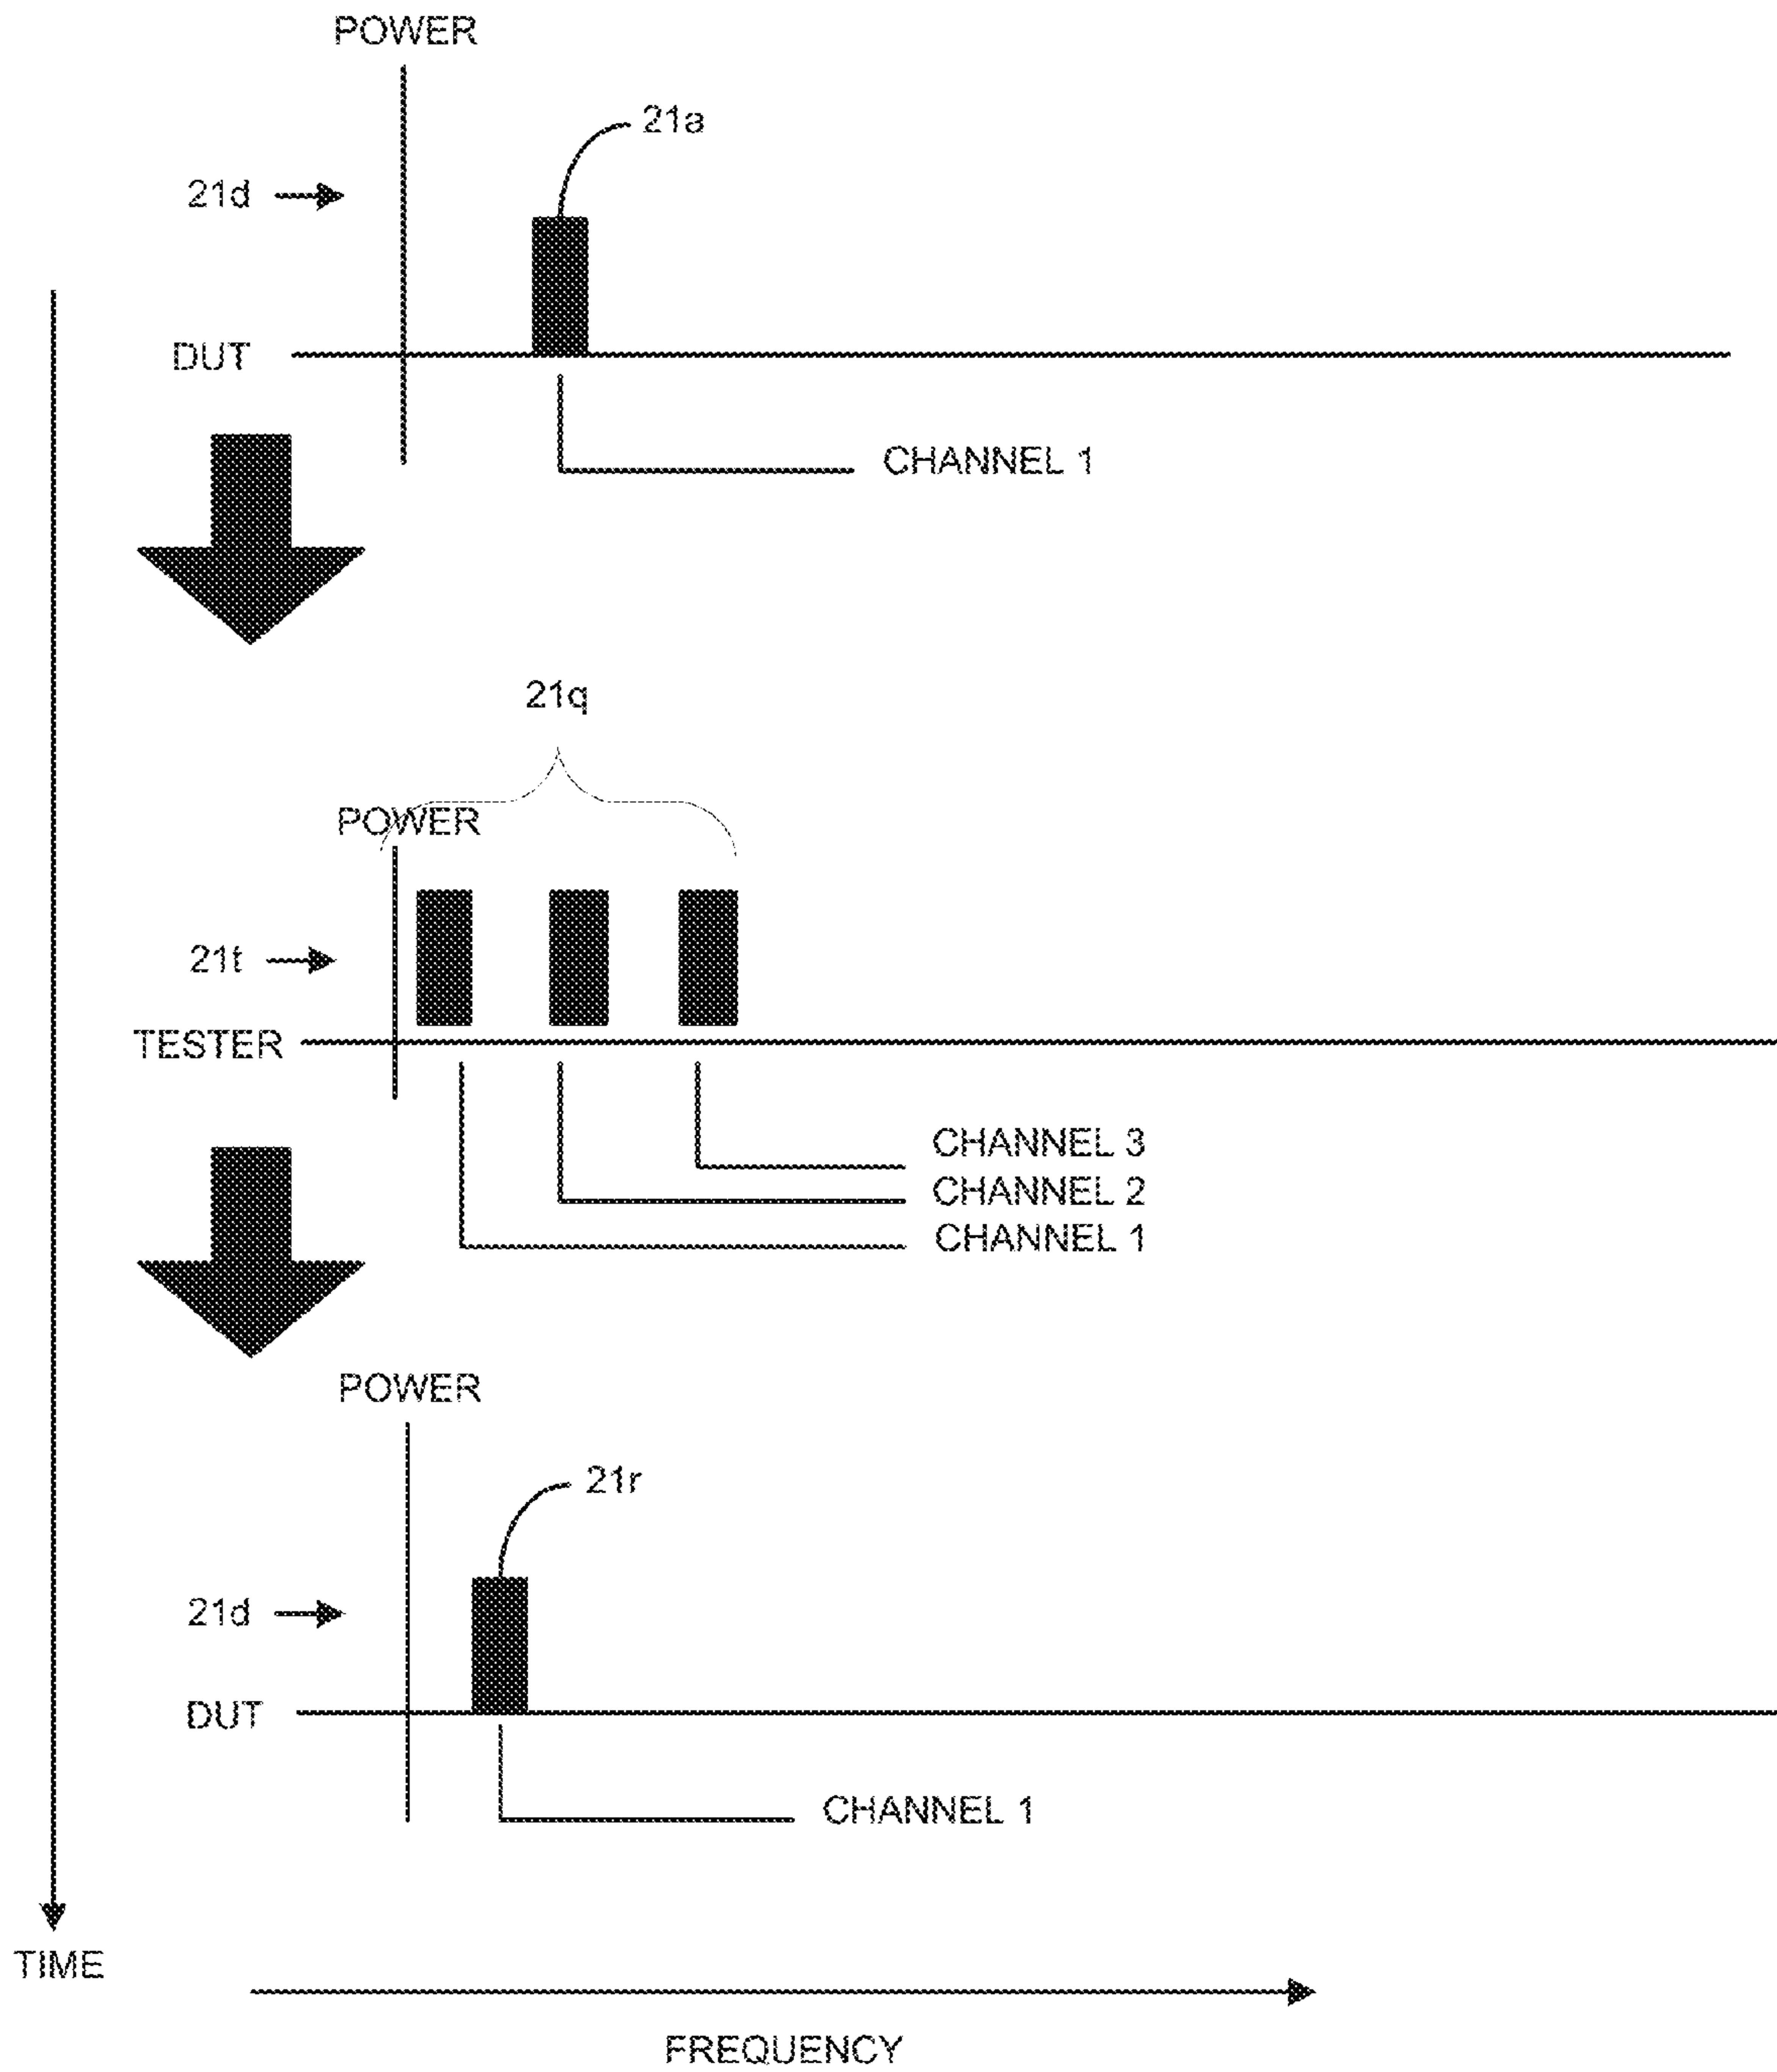 POWER
21a
21d
DUT
CHANNEL 1
21q
POWER
21t
TESTER
CHANNEL 3
CHANNEL 2
CHANNEL 1
POWER
21r
21d
DUT
CHANNEL 1
TIME
FREQUENCY